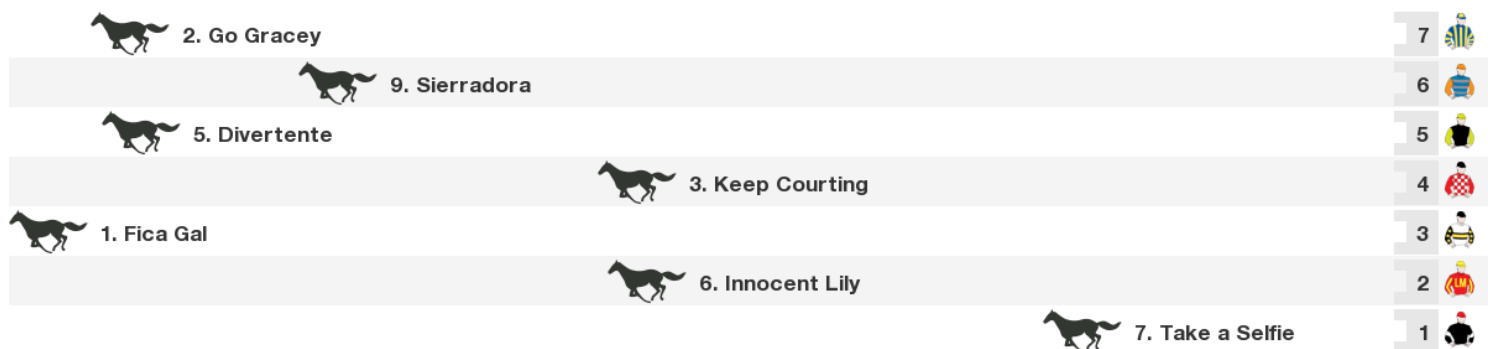 2. Go Gracey 7
9. Sierradora 6
5. Divertente 5
3. Keep Courting 4
1. Fica Gal 3
6. Innocent Lily 2 LM
7. Take a Selfie 1